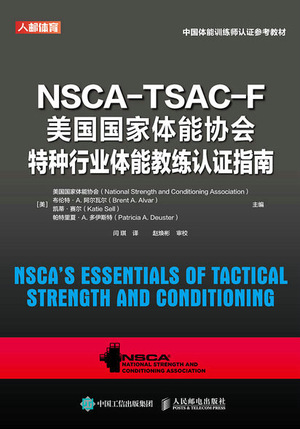 人邮体育
中国体能训练师认证参考教材
NSCA-TSAC-F
美国国家体能协会
特种行业体能教练认证指南
美国国家体能协会（National Strength and Conditioning Association）
[美] 布伦特·A. 阿尔瓦尔（Brent A. Alvar） 主编
凯蒂·赛尔（Katie Sell）
帕特里夏·A. 多伊斯特（Patricia A. Deuster）
闫琪 译 赵焕彬 审校
NSCA'S ESSENTIALS OF TACTICAL
STRENGTH AND CONDITIONING
NSCA
NATIONAL STRENGTH AND
CONDITIONING ASSOCIATION
中国工信出版集团
人民邮电出版社
POSTS & TELECOM PRESS